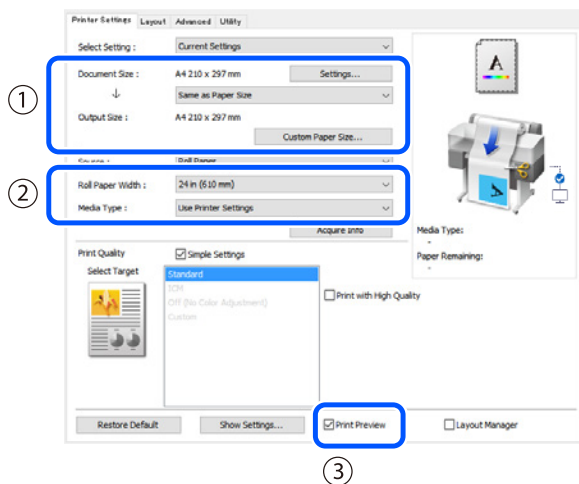 Printer Settings Layout Advanced Utility
Select Setting : Current Settings
Document Size : A4 210 x 297 mm Settings...
↓ Same as Paper Size
Output Size : A4 210 x 297 mm
Custom Paper Size...
Source : Roll Paper
Roll Paper Width : 24 in (610 mm)
Media Type : Use Printer Settings
Acquire Info
Media Type:
-
Paper Remaining:
-
Print Quality Simple Settings
Select Target
Standard
ICM
Off (No Color Adjustment)
Custom
Print with High Quality
Restore Default Show Settings... Print Preview Layout Manager
①
②
③
A
A